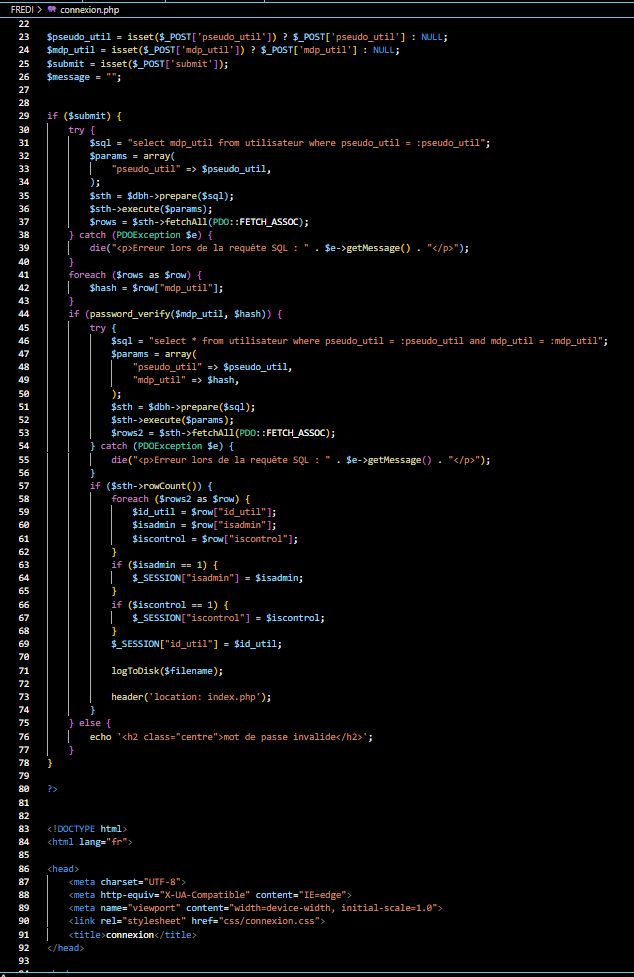 FREDI > connexion.php
22
23 $pseudo_util = isset($_POST['pseudo_util']) ? $_POST['pseudo_util'] : NULL;
24 $mdp_util = isset($_POST['mdp_util']) ? $_POST['mdp_util'] : NULL;
25 $submit = isset($_POST['submit']);
26 $message = "";
27
28
29 if ($submit) {
30     try {
31         $sql = "select mdp_util from utilisateur where pseudo_util = :pseudo_util";
32         $params = array(
33             "pseudo_util" => $pseudo_util,
34         );
35         $sth = $dbh->prepare($sql);
36         $sth->execute($params);
37         $rows = $sth->fetchAll(PDO::FETCH_ASSOC);
38     } catch (PDOException $e) {
39         die("<p>Erreur lors de la requête SQL : " . $e->getMessage() . "</p>");
40     }
41     foreach ($rows as $row) {
42         $hash = $row["mdp_util"];
43     }
44     if (password_verify($mdp_util, $hash)) {
45         try {
46             $sql = "select * from utilisateur where pseudo_util = :pseudo_util and mdp_util = :mdp_util";
47             $params = array(
48                 "pseudo_util" => $pseudo_util,
49                 "mdp_util" => $hash,
50             );
51             $sth = $dbh->prepare($sql);
52             $sth->execute($params);
53             $rows2 = $sth->fetchAll(PDO::FETCH_ASSOC);
54         } catch (PDOException $e) {
55             die("<p>Erreur lors de la requête SQL : " . $e->getMessage() . "</p>");
56         }
57         if ($sth->rowCount()) {
58             foreach ($rows2 as $row) {
59                 $id_util = $row["id_util"];
60                 $isadmin = $row["isadmin"];
61                 $iscontrol = $row["iscontrol"];
62             }
63             if ($isadmin == 1) {
64                 $_SESSION["isadmin"] = $isadmin;
65             }
66             if ($iscontrol == 1) {
67                 $_SESSION["iscontrol"] = $iscontrol;
68             }
69             $_SESSION["id_util"] = $id_util;
70
71             logToDisk($filename);
72
73             header('location: index.php');
74         }
75     } else {
76         echo '<h2 class="centre">mot de passe invalide</h2>';
77     }
78 }
79
80 ?>
81
82
83 <!DOCTYPE html>
84 <html lang="fr">
85
86 <head>
87     <meta charset="UTF-8">
88     <meta http-equiv="X-UA-Compatible" content="IE=edge">
89     <meta name="viewport" content="width=device-width, initial-scale=1.0">
90     <link rel="stylesheet" href="css/connexion.css">
91     <title>connexion</title>
92 </head>
93